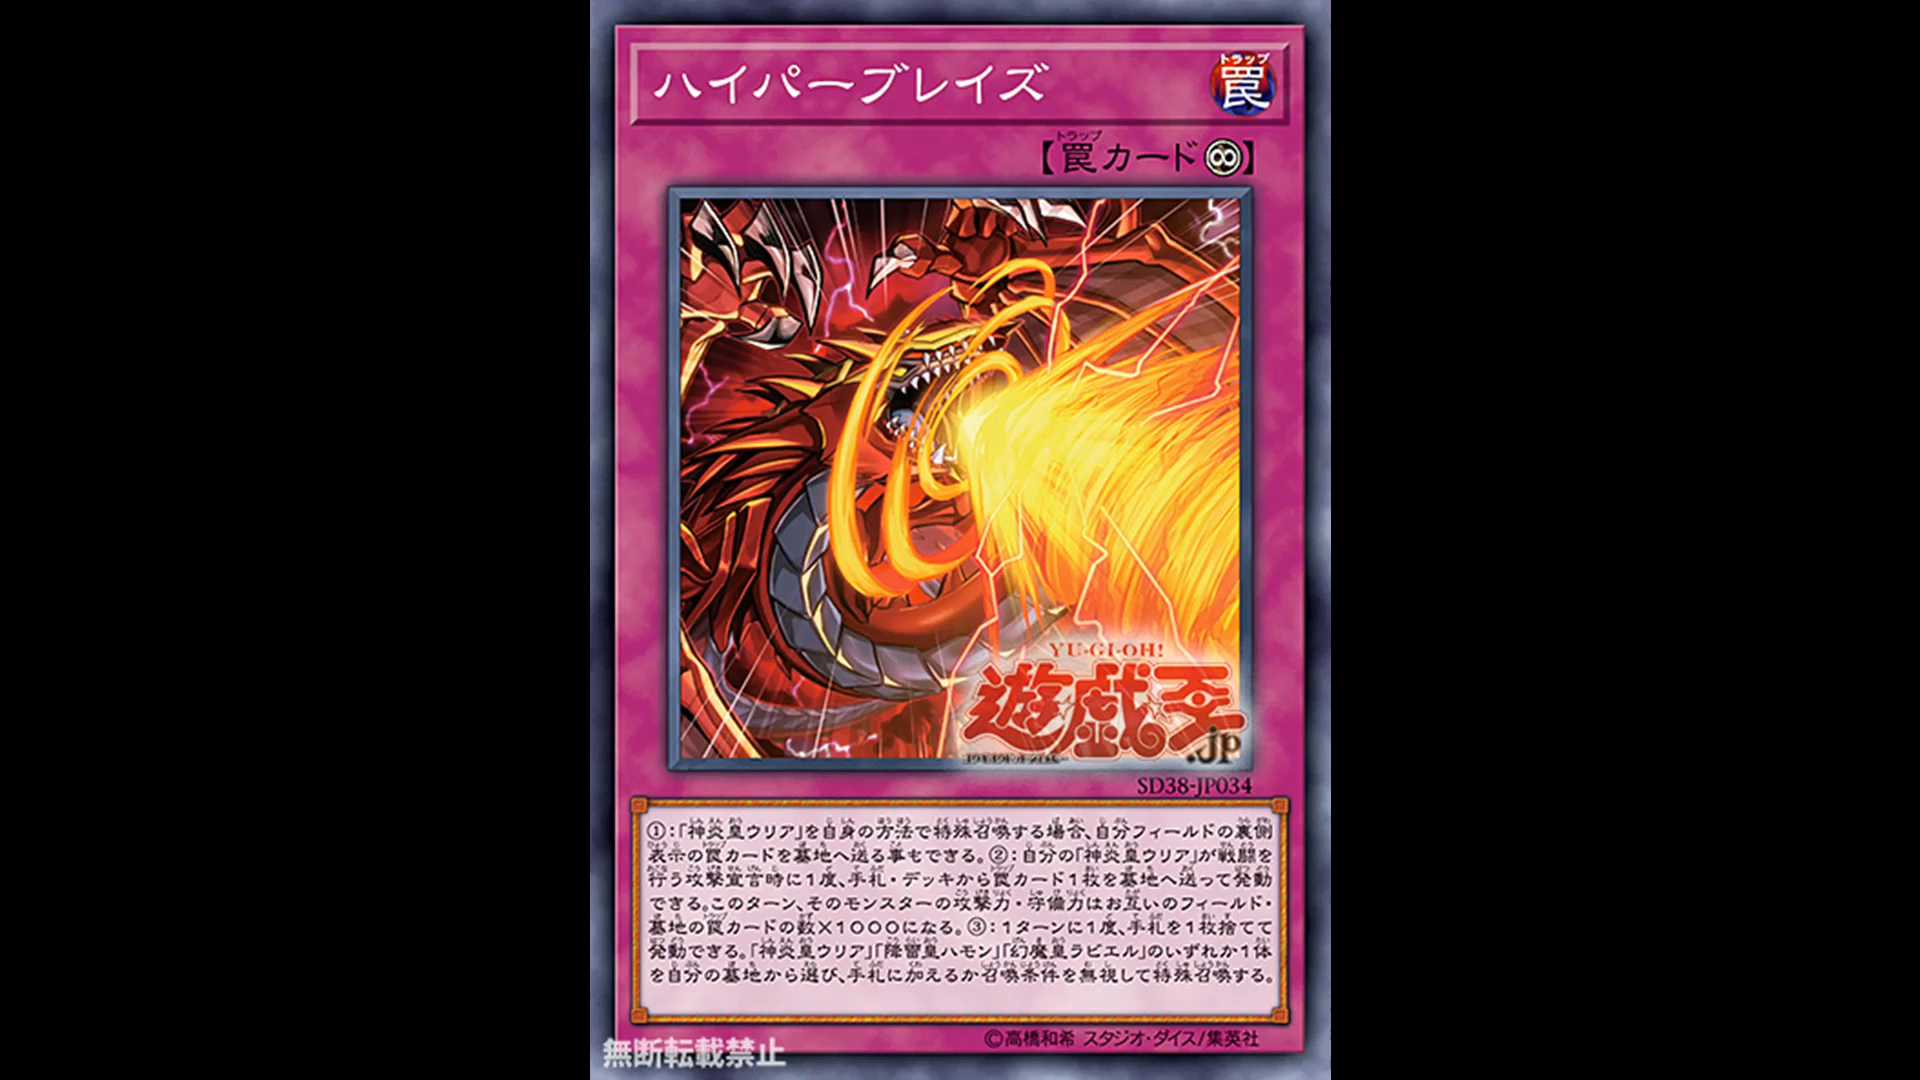 ハイパーブレイズ
トラップ
罠
トラップ
【罠カード】
YU-GI-OH!
遊戯王
.jp
SD38-JP034
①:「神炎皇ウリア」を自身の方法で特殊召喚する場合、自分フィールドの裏側
表示の罠カードを墓地へ送る事もできる。②:自分の「神炎皇ウリア」が戦闘を
行う攻撃宣言時に1度、手札・デッキから罠カード1枚を墓地へ送って発動
できる。このターン、そのモンスターの攻撃力・守備力はお互いのフィールド・
墓地の罠カードの数×1000になる。③:1ターンに1度、手札を1枚捨てて
発動できる。「神炎皇ウリア」「降雷皇ハモン」「幻魔皇ラビエル」のいずれか1体
を自分の墓地から選び、手札に加えるか召喚条件を無視して特殊召喚する。
©高橋和希 スタジオ・ダイス/集英社
無断転載禁止